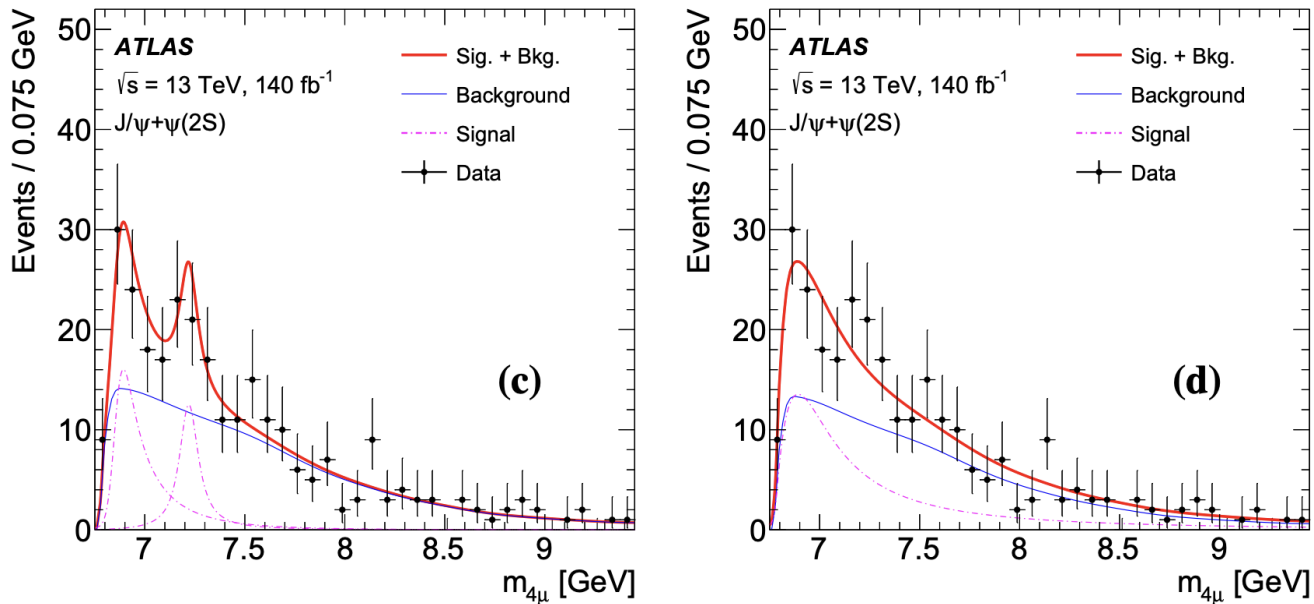 Events / 0.075 GeV
50
40
30
20
10
0
ATLAS
√s = 13 TeV, 140 fb⁻¹
J/ψ+ψ(2S)
Sig. + Bkg.
Background
Signal
Data
(c)
7 7.5 8 8.5 9
m4μ [GeV]
Events / 0.075 GeV
50
40
30
20
10
0
ATLAS
√s = 13 TeV, 140 fb⁻¹
J/ψ+ψ(2S)
Sig. + Bkg.
Background
Signal
Data
(d)
7 7.5 8 8.5 9
m4μ [GeV]